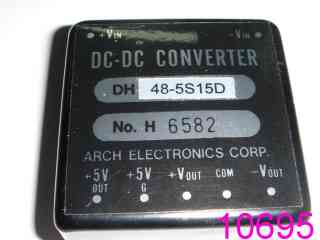 +VIN -VIN
DC-DC CONVERTER
DH 48-5S15D
No. H 6582
ARCH ELECTRONICS CORP.
+5V +5V +VOUT COM -VOUT
OUT G
10695